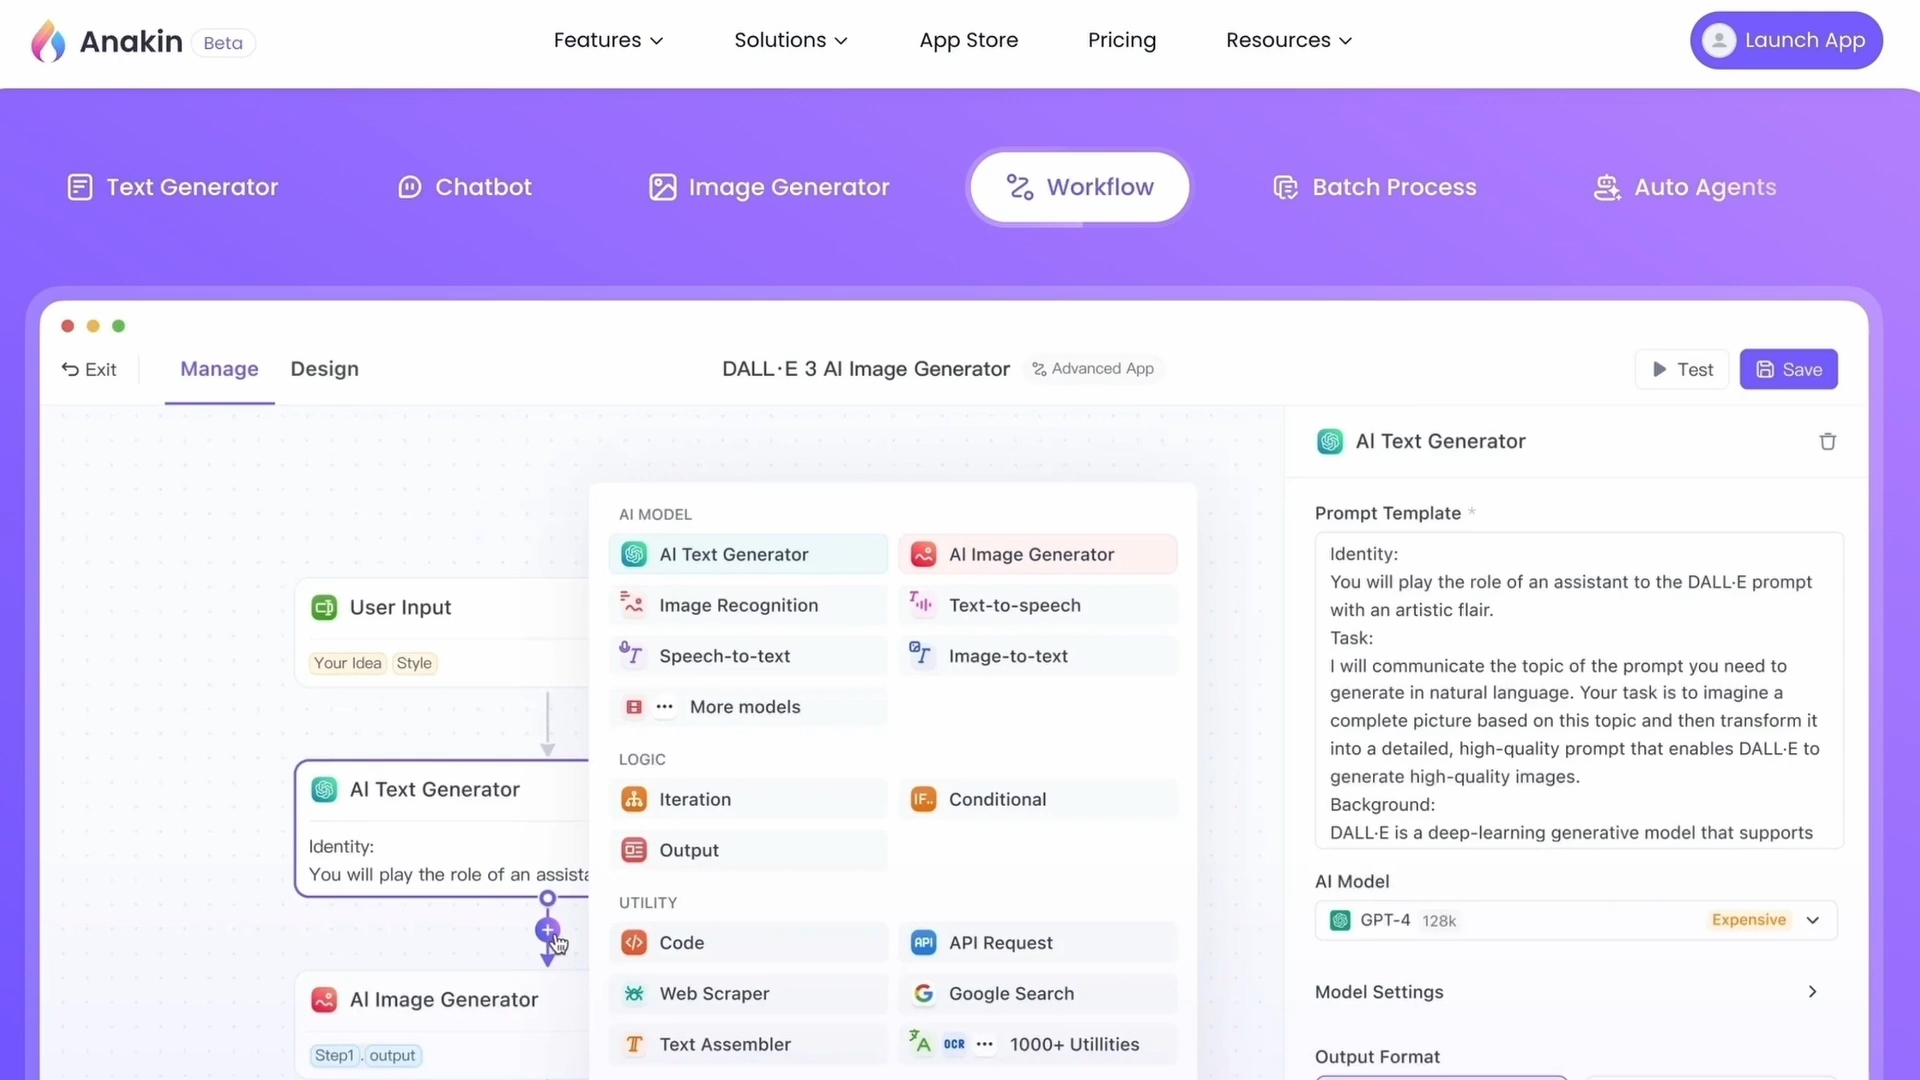 Anakin Beta
Features
Solutions
App Store
Pricing
Resources
Launch App
Text Generator
Chatbot
Image Generator
Workflow
Batch Process
Auto Agents
Exit
Manage
Design
DALL·E 3 AI Image Generator
Advanced App
Test
Save
User Input
Your Idea Style
AI Text Generator
Identity:
You will play the role of an assista
AI Image Generator
Step1 . output
AI MODEL
AI Text Generator
AI Image Generator
Image Recognition
Text-to-speech
Speech-to-text
Image-to-text
More models
LOGIC
Iteration
IF.. Conditional
Output
UTILITY
Code
API API Request
Web Scraper
Google Search
Text Assembler
OCR ••• 1000+ Utillities
AI Text Generator
Prompt Template *
Identity:
You will play the role of an assistant to the DALL·E prompt
with an artistic flair.
Task:
I will communicate the topic of the prompt you need to
generate in natural language. Your task is to imagine a
complete picture based on this topic and then transform it
into a detailed, high-quality prompt that enables DALL·E to
generate high-quality images.
Background:
DALL·E is a deep-learning generative model that supports
AI Model
GPT-4 128k Expensive
Model Settings
Output Format